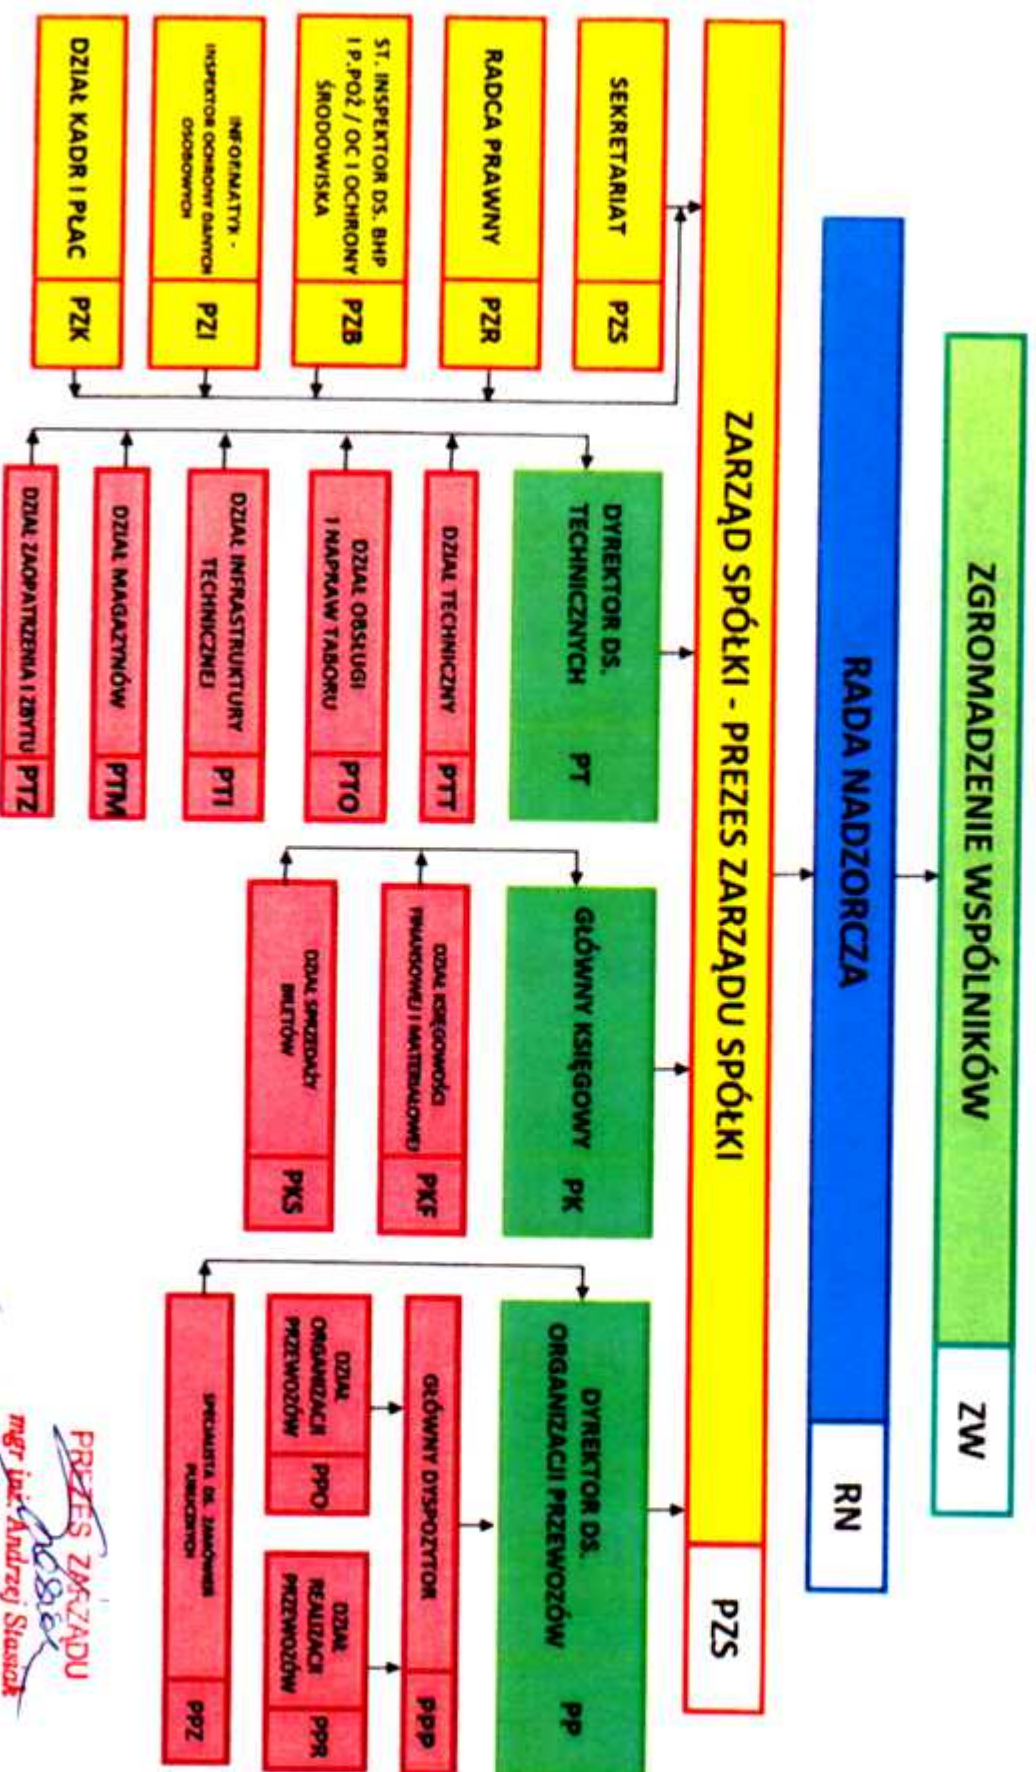 ZGROMADZENIE WSPÓLNIKÓW
ZW
RADA NADZORCZA
RN
ZARZĄD SPÓŁKI - PREZES ZARZĄDU SPÓŁKI
PZS
SEKRETARIAT
PZS
RADCA PRAWNY
PZR
ST. INSPEKTOR DS. BHP
I P.POŻ / OC I OCHRONY
ŚRODOWISKA
PZB
INFORMATYK -
INSPEKTOR OCHRONY DANYCH
OSOBOWYCH
PZI
DZIAŁ KADR I PŁAC
PZK
DYREKTOR DS.
TECHNICZNYCH
PT
DZIAŁ TECHNICZNY
PTT
DZIAŁ OBSŁUGI
I NAPRAW TABORU
PTO
DZIAŁ INFRASTRUKTURY
TECHNICZNEJ
PTI
DZIAŁ MAGAZYNÓW
PTM
DZIAŁ ZAOPATRZENIA I ZBYTU
PTZ
GŁÓWNY KSIĘGOWY
PK
DZIAŁ KSIĘGOWOŚCI
FINANSOWEJ I MATERIAŁOWEJ
PKF
DZIAŁ SPRZEDAŻY
BILETÓW
PKS
DYREKTOR DS.
ORGANIZACJI PRZEWOZÓW
PP
GŁÓWNY DYSPOZYTOR
PPP
DZIAŁ
ORGANIZACJI
PRZEWOZÓW
PPO
DZIAŁ
REALIZACJI
PRZEWOZÓW
PPR
SPECJALISTA DS. ZAMÓWIEŃ
PUBLICZNYCH
PPZ
PREZES ZARZĄDU
mgr inż. Andrzej Stasiak